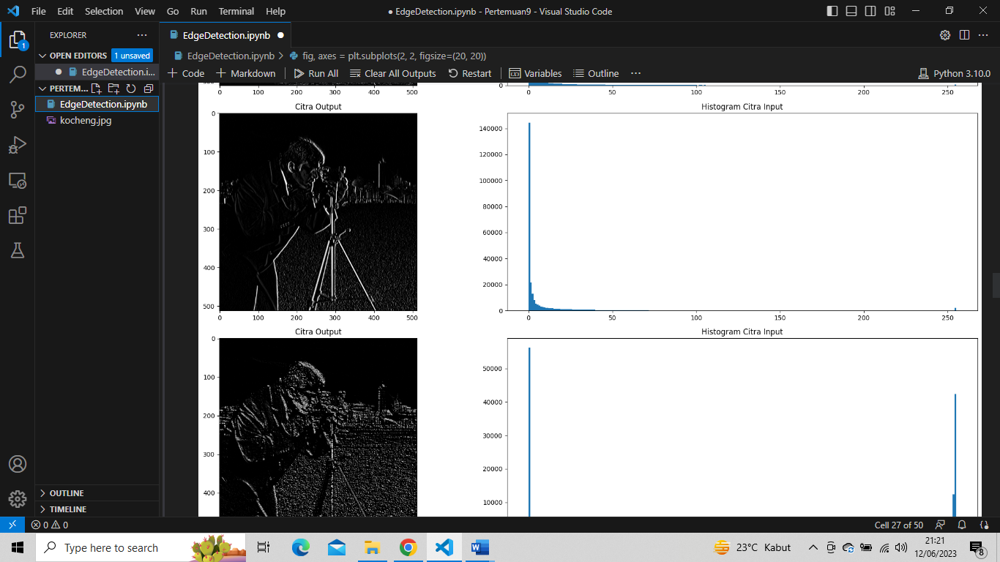 File Edit Selection View Go Run Terminal Help
● EdgeDetection.ipynb - Pertemuan9 - Visual Studio Code
EXPLORER
OPEN EDITORS 1 unsaved
EdgeDetection.i...
PERTEM...
EdgeDetection.ipynb
kocheng.jpg
OUTLINE
TIMELINE
1
EdgeDetection.ipynb
EdgeDetection.ipynb > fig, axes = plt.subplots(2, 2, figsize=(20, 20))
Code Markdown Run All Clear All Outputs Restart Variables Outline ... Python 3.10.0
0 100 200 300 400 500
0
0 50 100 150 200 250
Citra Output
0
100
200
300
400
500
0 100 200 300 400 500
Histogram Citra Input
140000
120000
100000
80000
60000
40000
20000
0
0 50 100 150 200 250
Citra Output
0
100
200
300
400
Histogram Citra Input
50000
40000
30000
20000
10000
0 0
Cell 27 of 50
Type here to search
23°C Kabut
21:21
12/06/2023
8